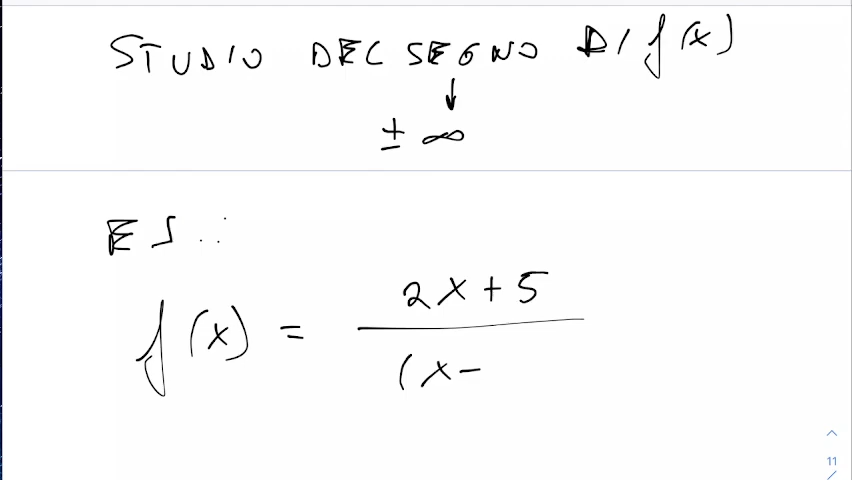 STUDIO DEL SEGNO DI f(x)
↓
± ∞
ES.:
f(x) = 
2x+5
(x-
11